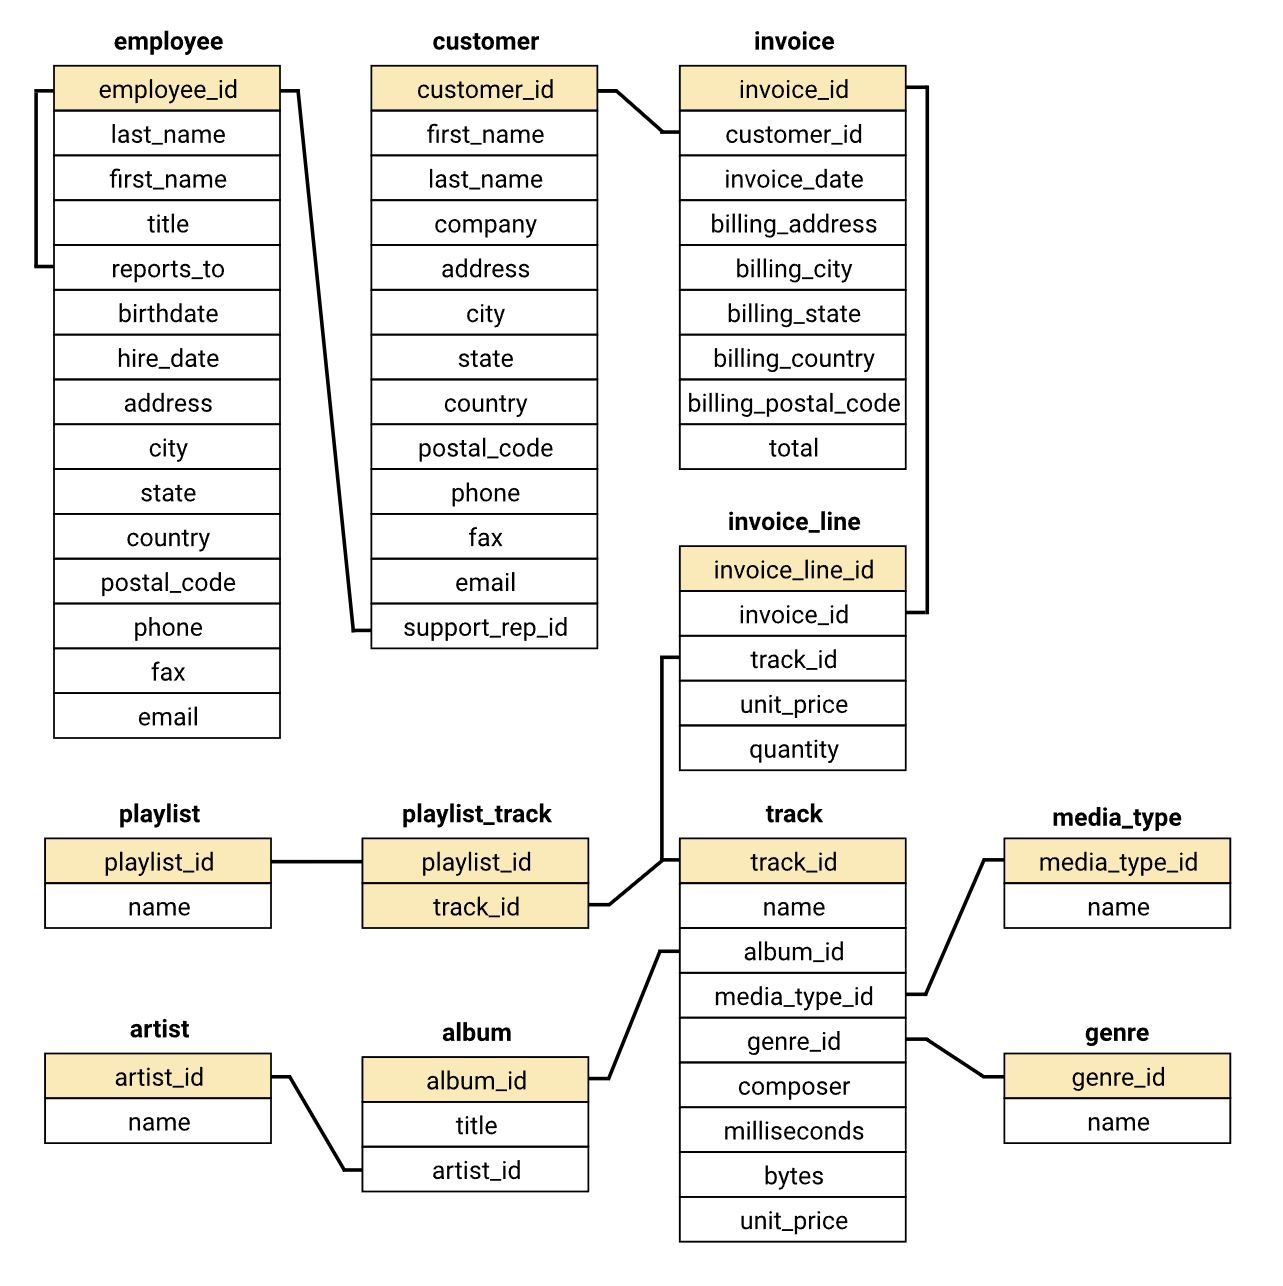 employee
employee_id
last_name
first_name
title
reports_to
birthdate
hire_date
address
city
state
country
postal_code
phone
fax
email
customer
customer_id
first_name
last_name
company
address
city
state
country
postal_code
phone
fax
email
support_rep_id
invoice
invoice_id
customer_id
invoice_date
billing_address
billing_city
billing_state
billing_country
billing_postal_code
total
invoice_line
invoice_line_id
invoice_id
track_id
unit_price
quantity
playlist
playlist_id
name
playlist_track
playlist_id
track_id
track
track_id
name
album_id
media_type_id
genre_id
composer
milliseconds
bytes
unit_price
media_type
media_type_id
name
artist
artist_id
name
album
album_id
title
artist_id
genre
genre_id
name